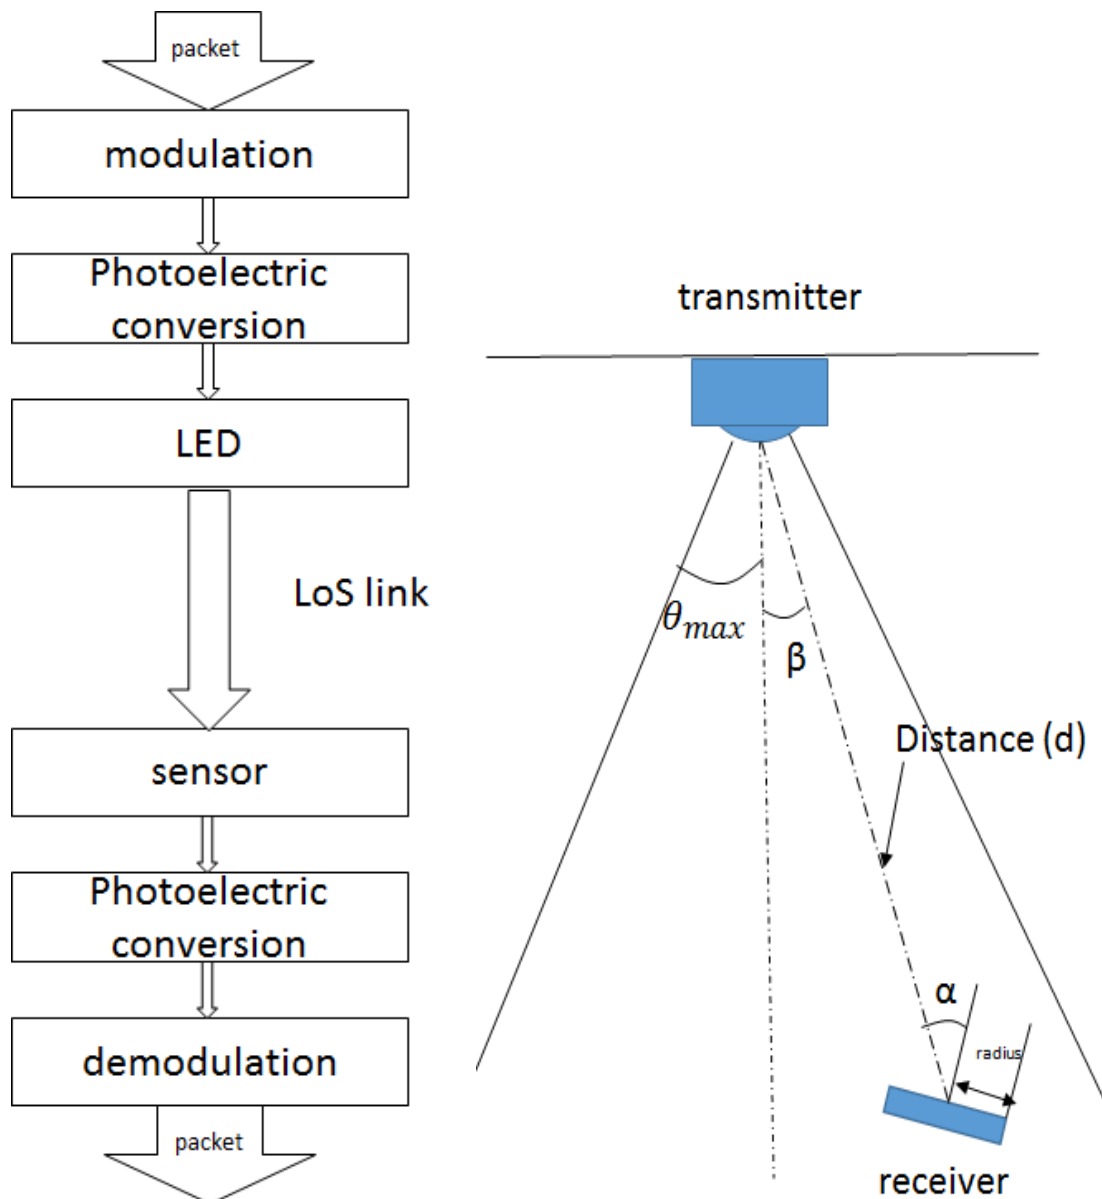 packet
modulation
Photoelectric
conversion
LED
LoS link
sensor
Photoelectric
conversion
demodulation
packet
transmitter
θmax
β
Distance (d)
α
radius
receiver